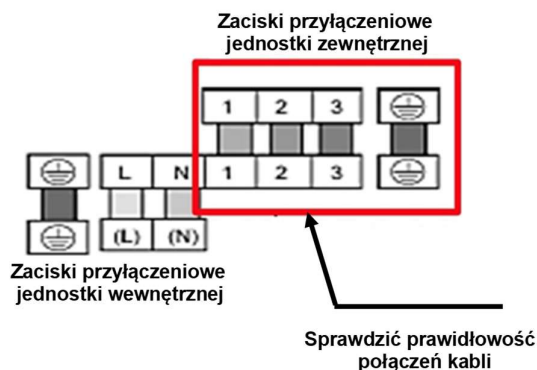 Zaciski przyłączeniowe
jednostki zewnętrznej
1 2 3
L N 1 2 3
(L) (N)
Zaciski przyłączeniowe
jednostki wewnętrznej
Sprawdzić prawidłowość
połączeń kabli